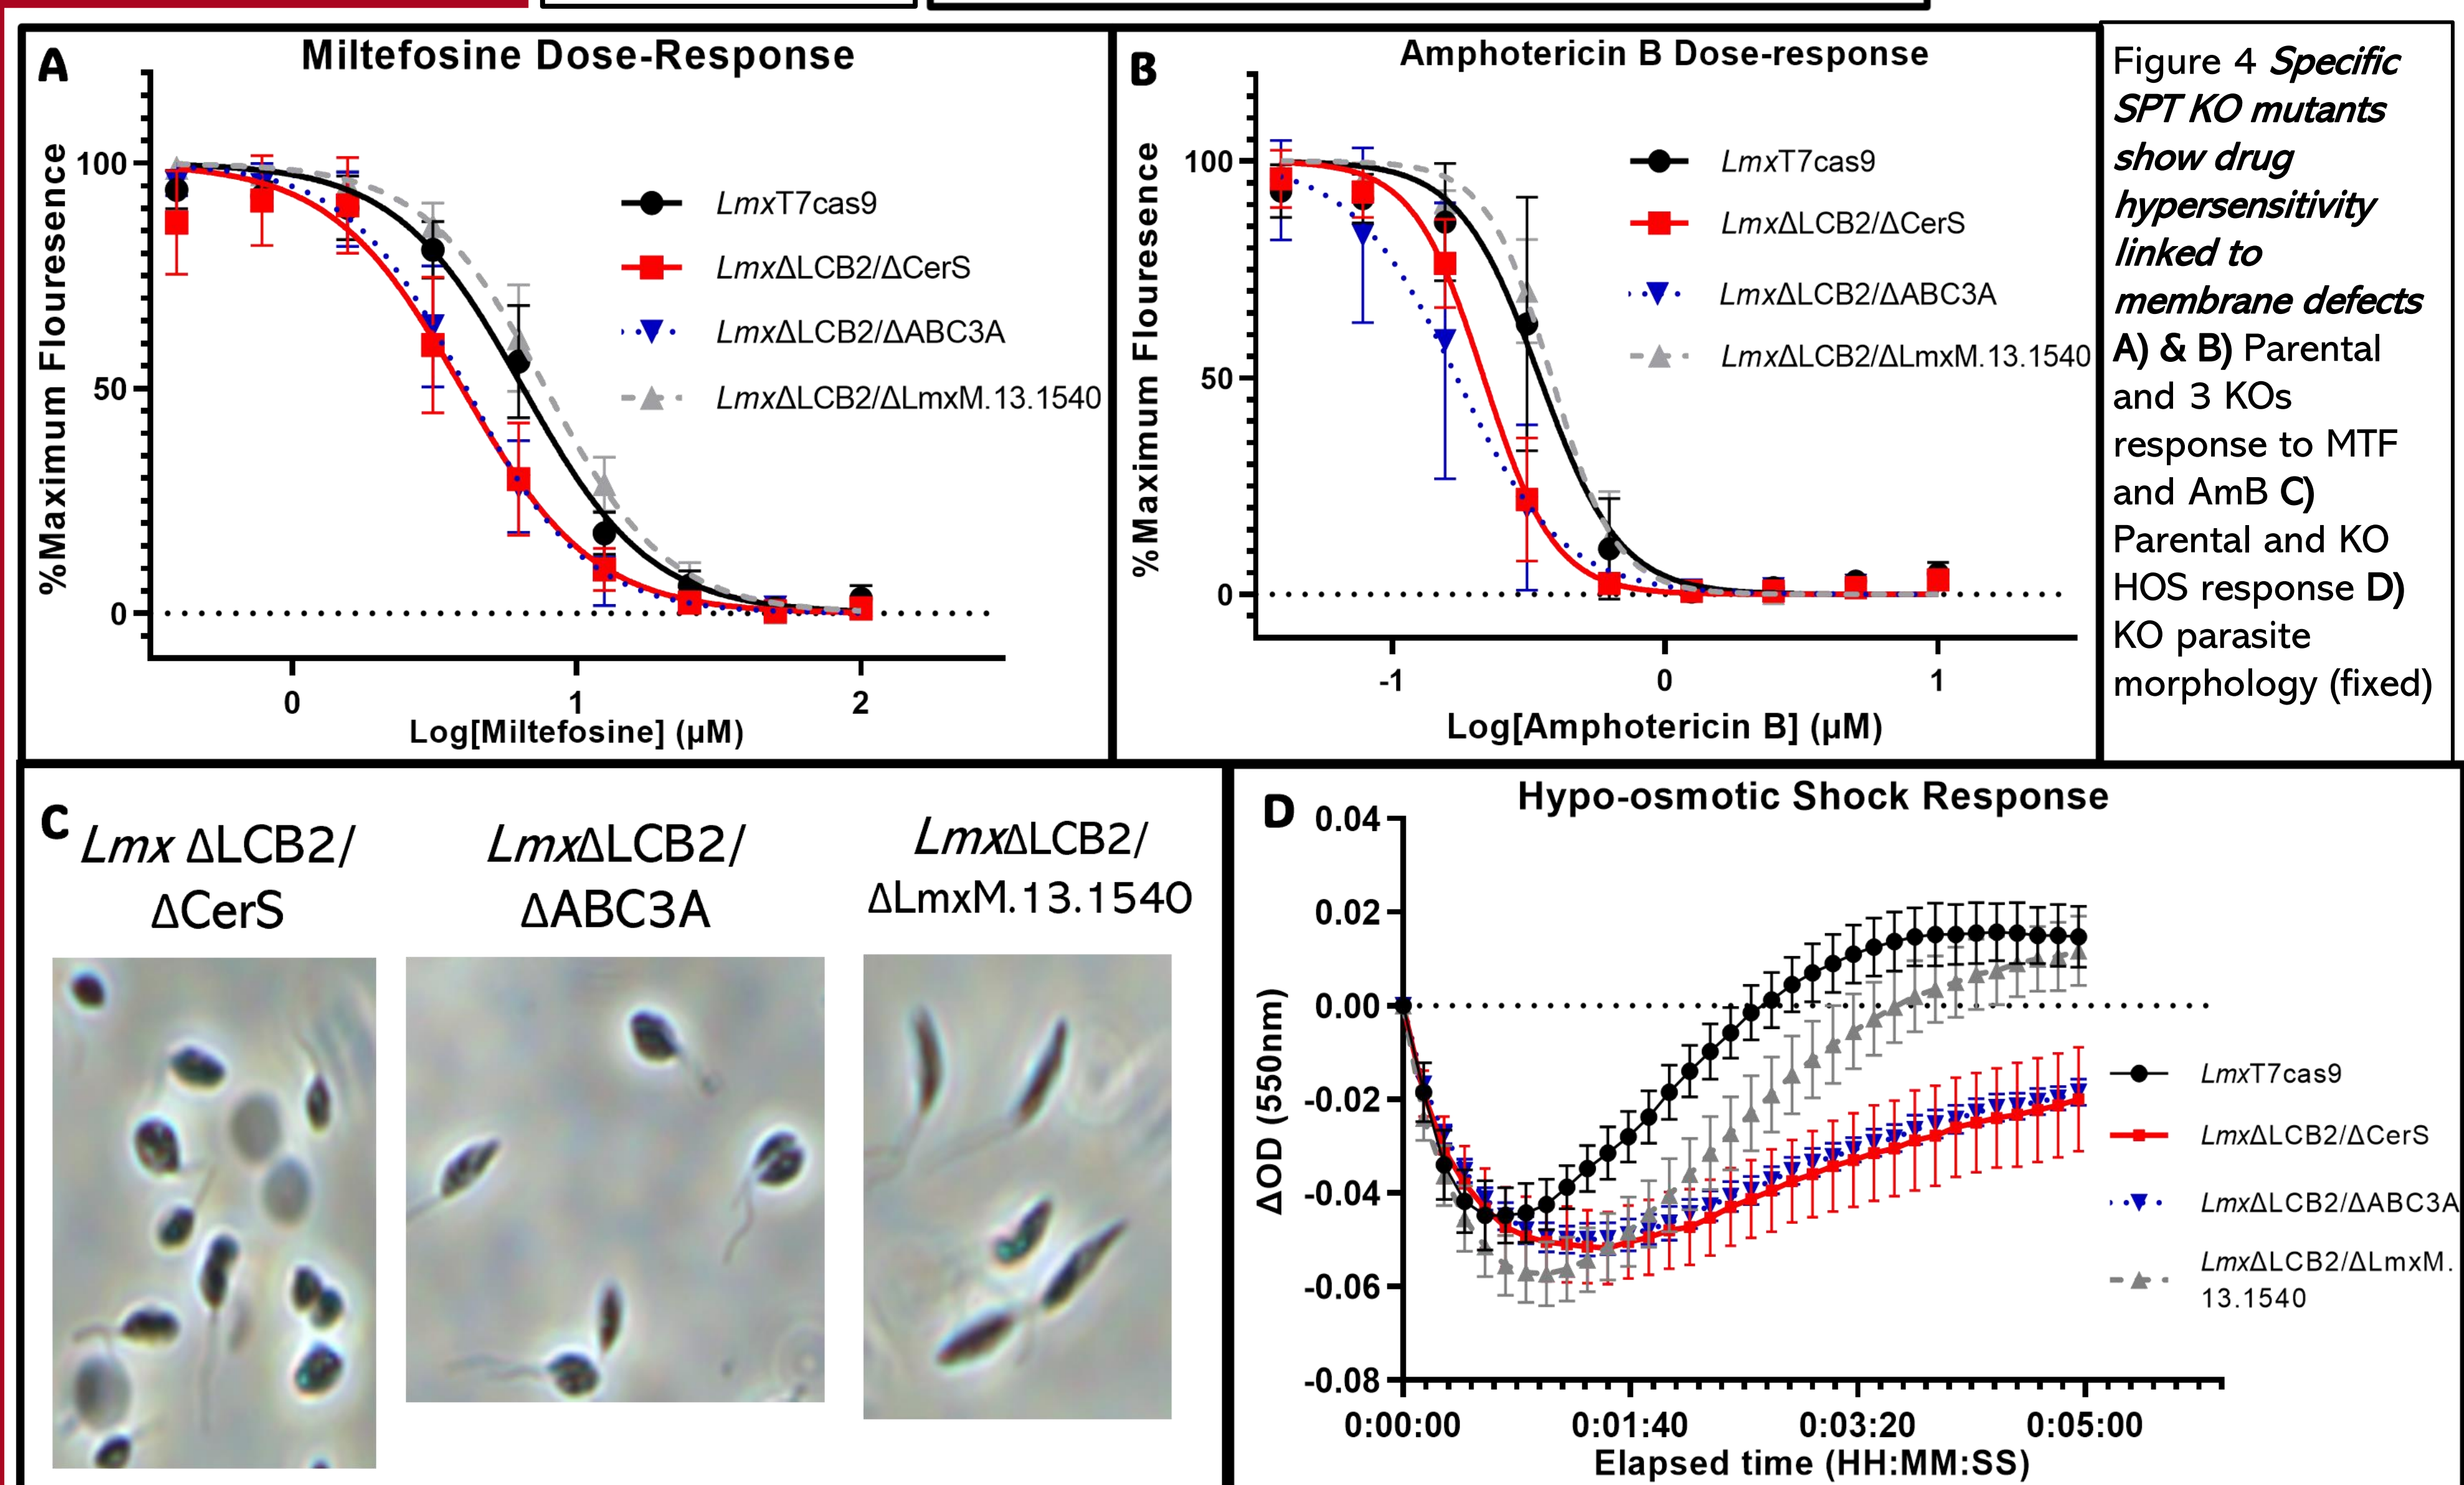 A
Miltefosine Dose-Response
%Maximum Flouresence
100
50
0
LmxT7cas9
LmxΔLCB2/ΔCerS
LmxΔLCB2/ΔABC3A
LmxΔLCB2/ΔLmxM.13.1540
0
1
2
Log[Miltefosine] (µM)
B
Amphotericin B Dose-response
%Maximum Flouresence
100
50
0
LmxT7cas9
LmxΔLCB2/ΔCerS
LmxΔLCB2/ΔABC3A
LmxΔLCB2/ΔLmxM.13.1540
-1
0
1
Log[Amphotericin B] (µM)
Figure 4 Specific
SPT KO mutants
show drug
hypersensitivity
linked to
membrane defects
A) & B) Parental
and 3 KOs
response to MTF
and AmB C)
Parental and KO
HOS response D)
KO parasite
morphology (fixed)
C
Lmx ΔLCB2/
ΔCerS
LmxΔLCB2/
ΔABC3A
LmxΔLCB2/
ΔLmxM.13.1540
D
Hypo-osmotic Shock Response
ΔOD (550nm)
0.04
0.02
0.00
-0.02
-0.04
-0.06
-0.08
LmxT7cas9
LmxΔLCB2/ΔCerS
LmxΔLCB2/ΔABC3A
LmxΔLCB2/ΔLmxM.
13.1540
0:00:00
0:01:40
0:03:20
0:05:00
Elapsed time (HH:MM:SS)